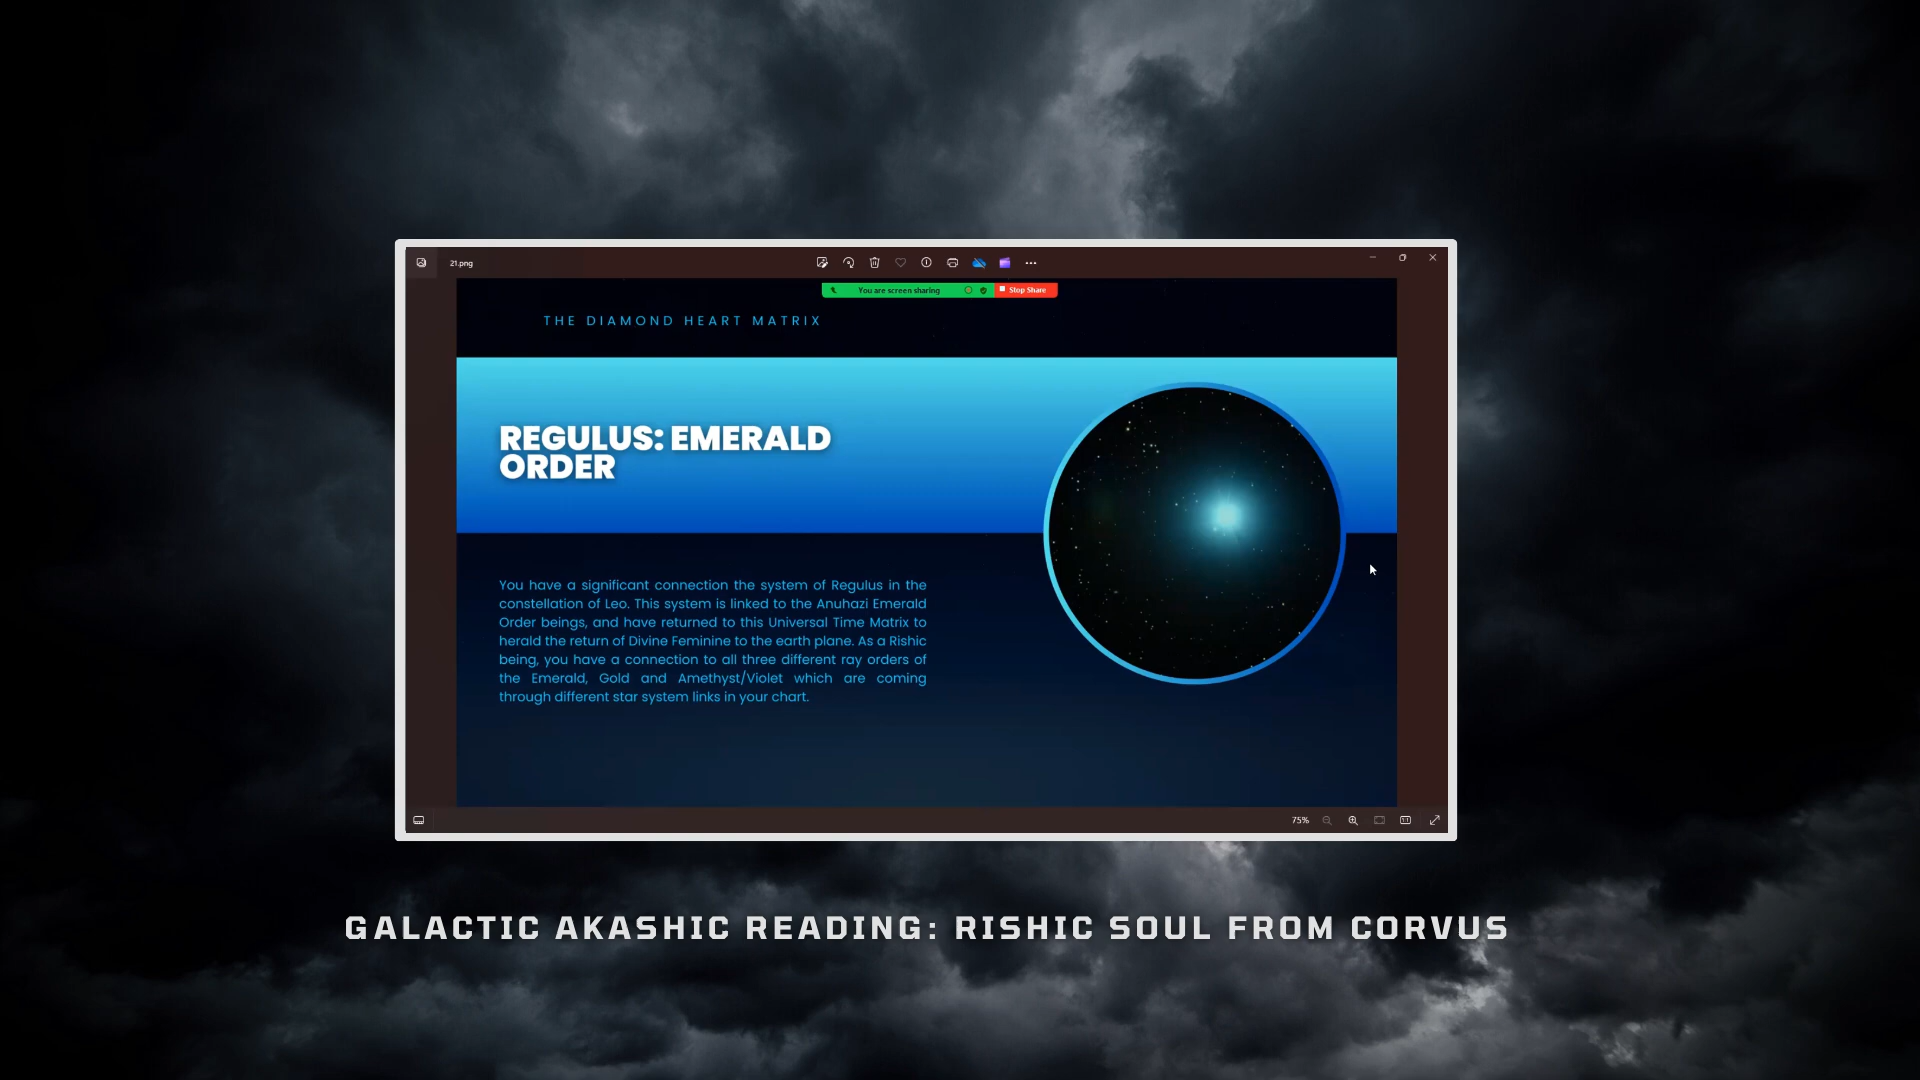 21.png
You are screen sharing
Stop Share
THE DIAMOND HEART MATRIX
REGULUS: EMERALD
ORDER
You have a significant connection the system of Regulus in the
constellation of Leo. This system is linked to the Anuhazi Emerald
Order beings, and have returned to this Universal Time Matrix to
herald the return of Divine Feminine to the earth plane. As a Rishic
being, you have a connection to all three different ray orders of
the Emerald, Gold and Amethyst/Violet which are coming
through different star system links in your chart.
75%
GALACTIC AKASHIC READING: RISHIC SOUL FROM CORVUS